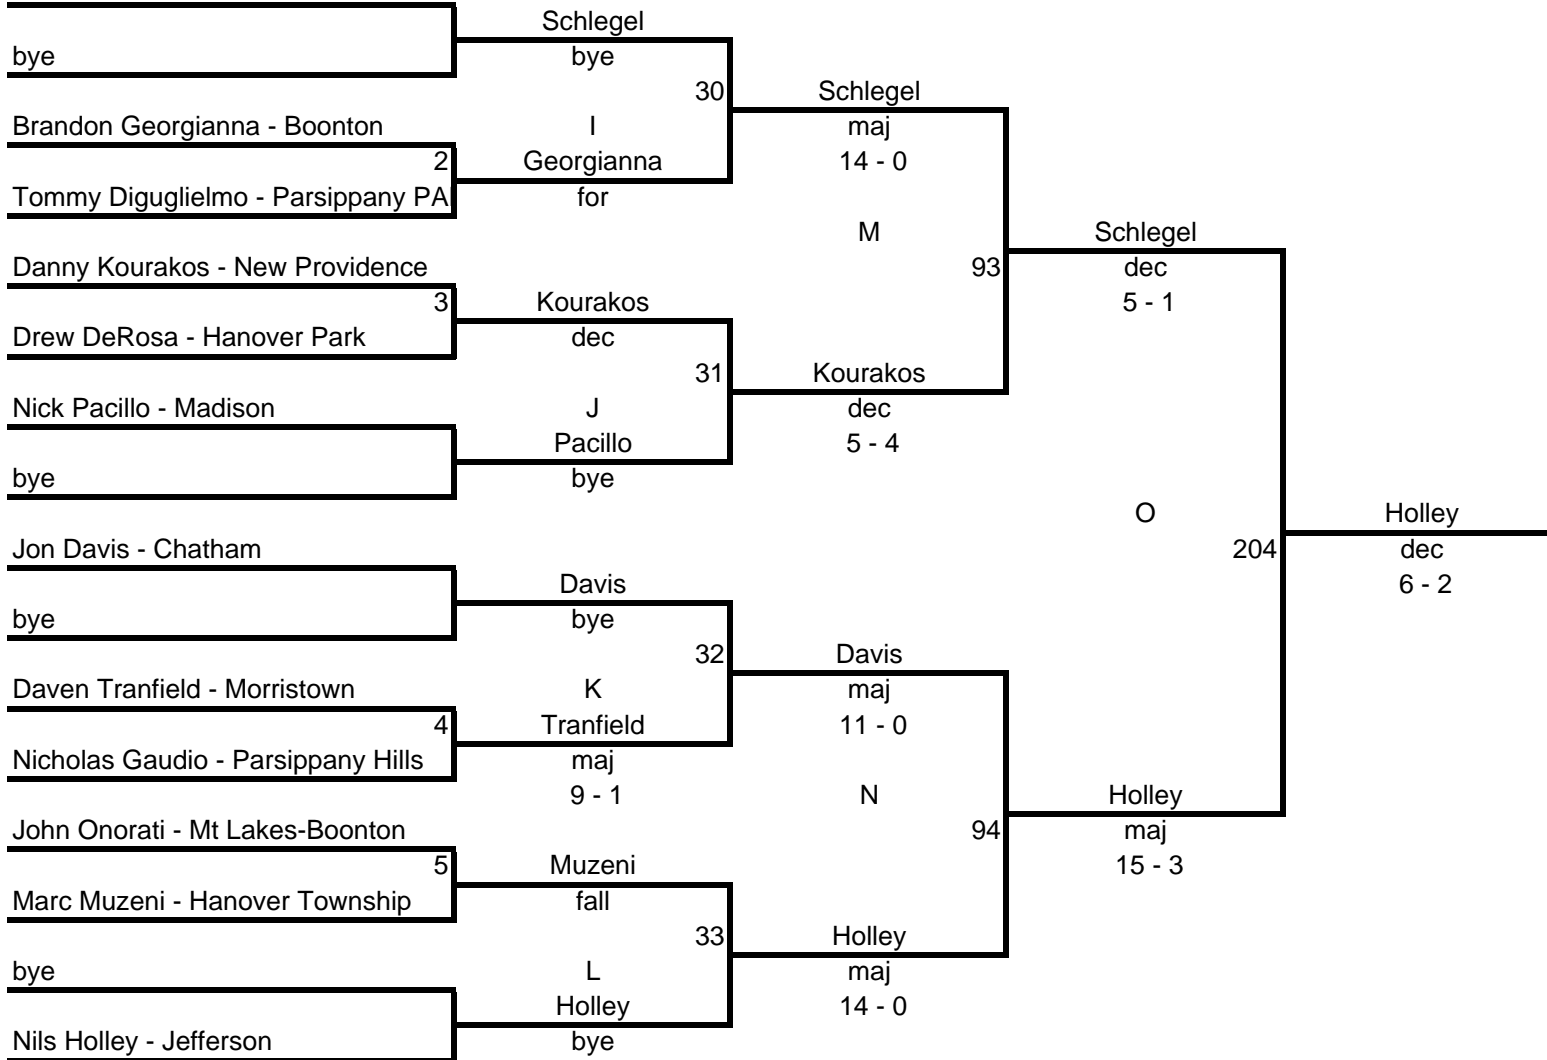 Schlegel
bye
bye
30
Schlegel
Brandon Georgianna - Boonton
I
maj
2
Georgianna
14 - 0
Tommy Diguglielmo - Parsippany PA
for
M
Schlegel
Danny Kourakos - New Providence
93
dec
3
Kourakos
5 - 1
Drew DeRosa - Hanover Park
dec
31
Kourakos
Nick Pacillo - Madison
J
dec
Pacillo
5 - 4
bye
bye
O
Holley
Jon Davis - Chatham
204
dec
Davis
6 - 2
bye
bye
32
Davis
Daven Tranfield - Morristown
K
maj
4
Tranfield
11 - 0
Nicholas Gaudio - Parsippany Hills
maj
9 - 1
N
Holley
John Onorati - Mt Lakes-Boonton
94
maj
5
Muzeni
15 - 3
Marc Muzeni - Hanover Township
fall
33
Holley
bye
L
maj
Holley
14 - 0
Nils Holley - Jefferson
bye